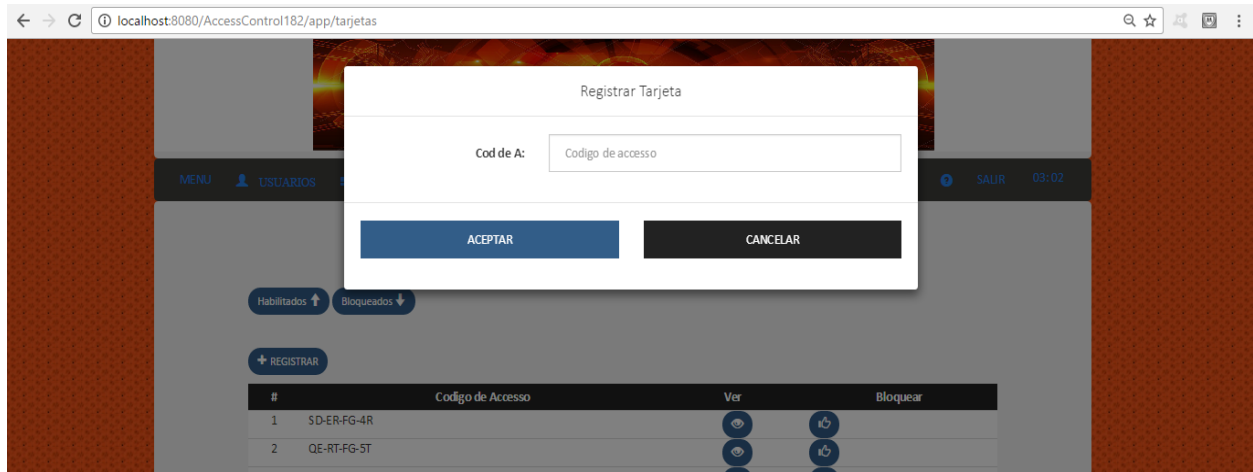 localhost:8080/AccessControl182/app/tarjetas
Registrar Tarjeta
Cod de A: Codigo de accesso
MENU USUARIOS SALIR 03:02
ACEPTAR CANCELAR
Habilitados Bloqueados
REGISTRAR
# Codigo de Accesso Ver Bloquear
1 SD-ER-FG-4R
2 QE-RT-FG-5T